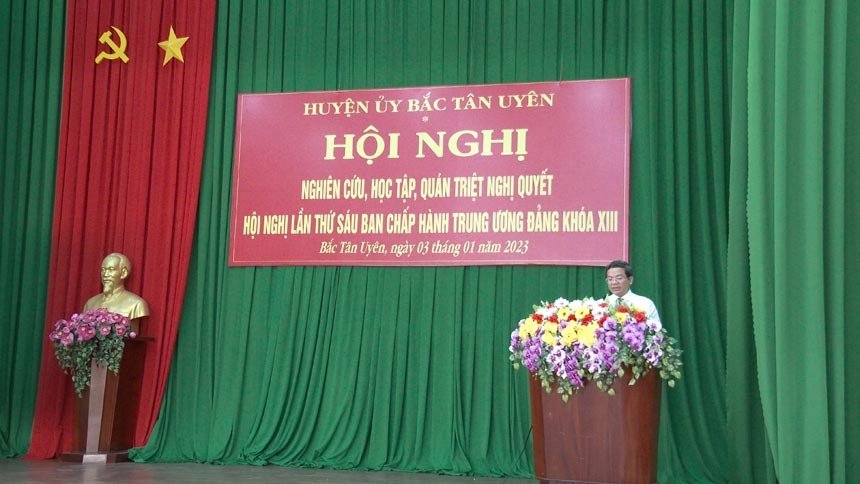 HUYỆN ỦY BẮC TÂN UYÊN
*
HỘI NGHỊ
NGHIÊN CỨU, HỌC TẬP, QUÁN TRIỆT NGHỊ QUYẾT
HỘI NGHỊ LẦN THỨ SÁU BAN CHẤP HÀNH TRUNG ƯƠNG ĐẢNG KHÓA XIII
Bắc Tân Uyên, ngày 03 tháng 01 năm 2023